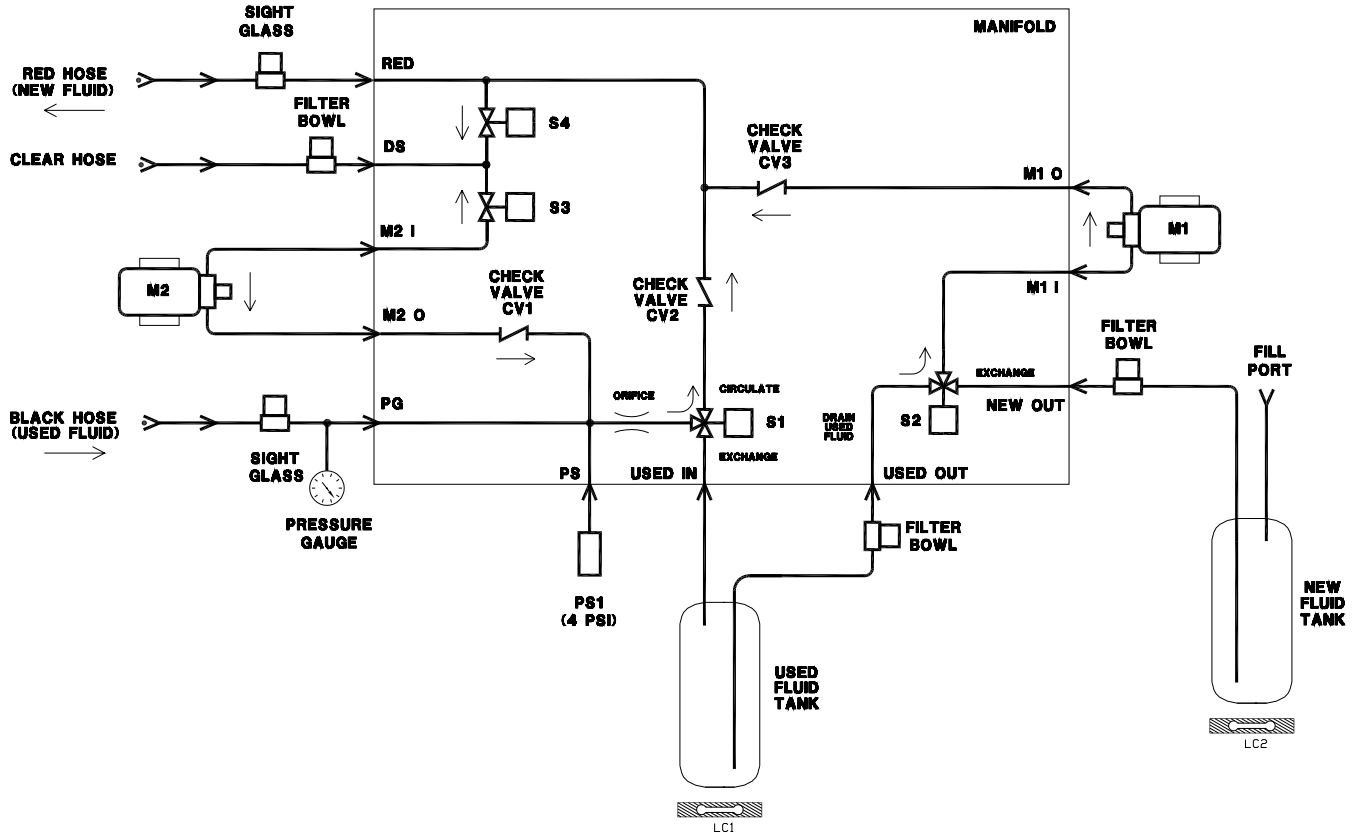 SIGHT
GLASS
MANIFOLD
RED HOSE
(NEW FLUID)
RED
FILTER
BOWL
S4
CHECK
VALVE
CV3
CLEAR HOSE
DS
M1 O
S3
M1
M2 I
M2
CHECK
VALVE
CV1
CHECK
VALVE
CV2
M1 I
M2 O
FILTER
BOWL
FILL
PORT
EXCHANGE
CIRCULATE
ORIFICE
NEW OUT
BLACK HOSE
(USED FLUID)
PG
S1
DRAIN
USED
FLUID
S2
SIGHT
GLASS
EXCHANGE
PS
USED IN
USED OUT
PRESSURE
GAUGE
FILTER
BOWL
PS1
(4 PSI)
NEW
FLUID
TANK
USED
FLUID
TANK
LC2
LC1